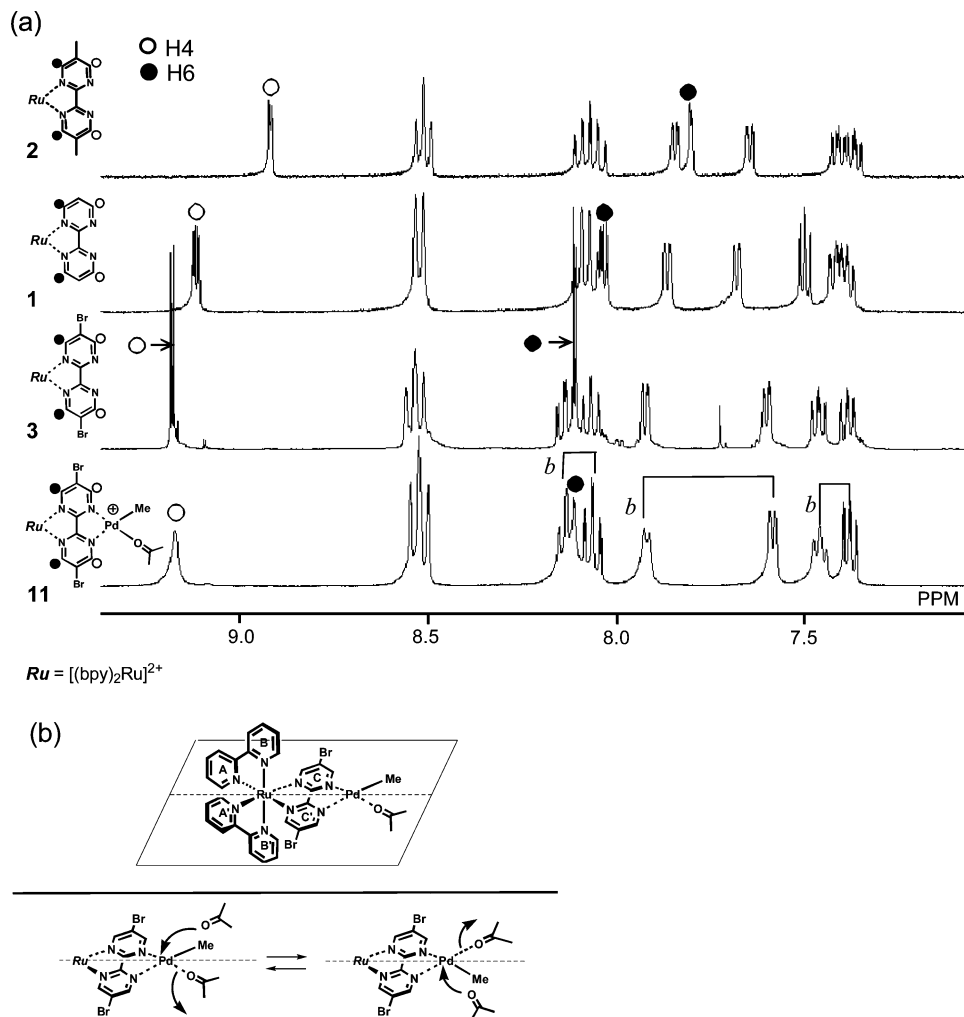 (a)
H4
H6
Ru
N
N
N
N
2
Ru
N
N
N
N
1
Br
Ru
N
N
N
N
Br
3
Br
Ru
N
N
N
N
⊕
Pd
Me
O
Br
11
b
b
b
PPM
9.0
8.5
8.0
7.5
Ru = [(bpy)2Ru]2+
(b)
B
A
N
N
Ru
N
N
A'
B'
Br
C
N
N
C'
N
N
Br
Pd
Me
O
Br
Ru
N
N
N
N
Br
Pd
Me
O
O
Br
Ru
N
N
N
N
Br
Pd
O
Me
O